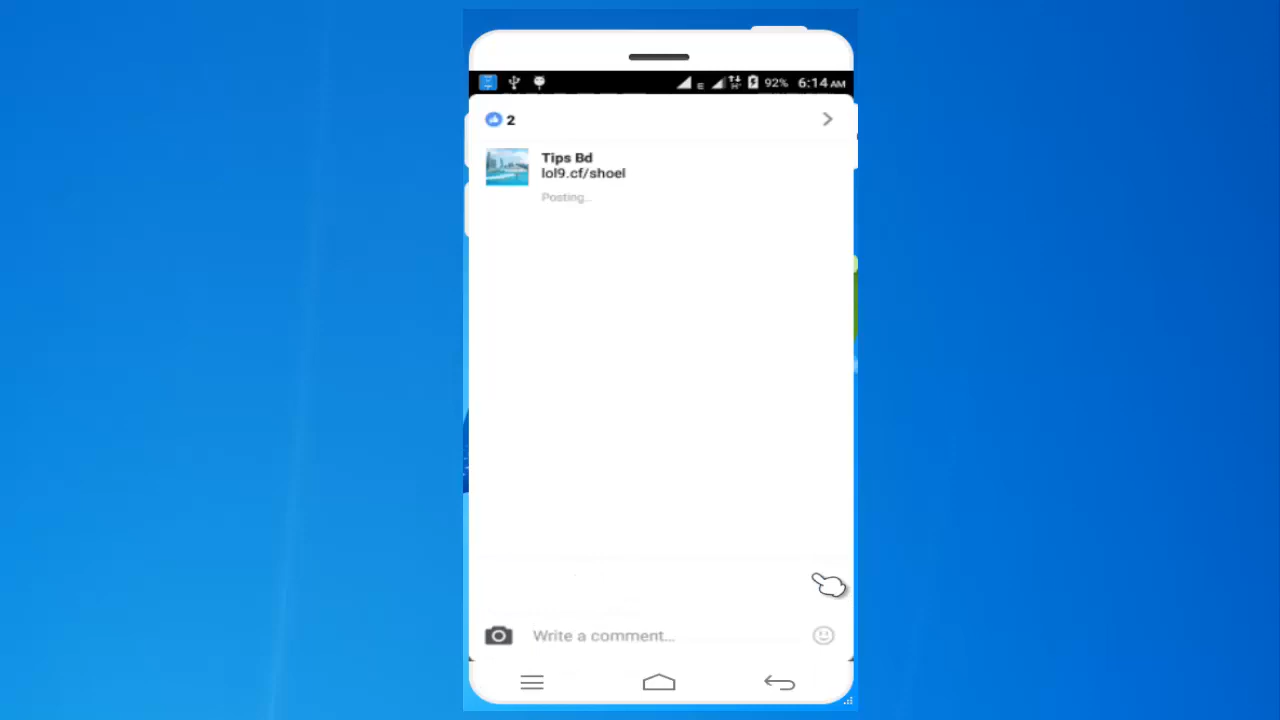 E
H
92%
6:14 AM
2
Tips Bd
lol9.cf/shoel
Posting...
Write a comment...